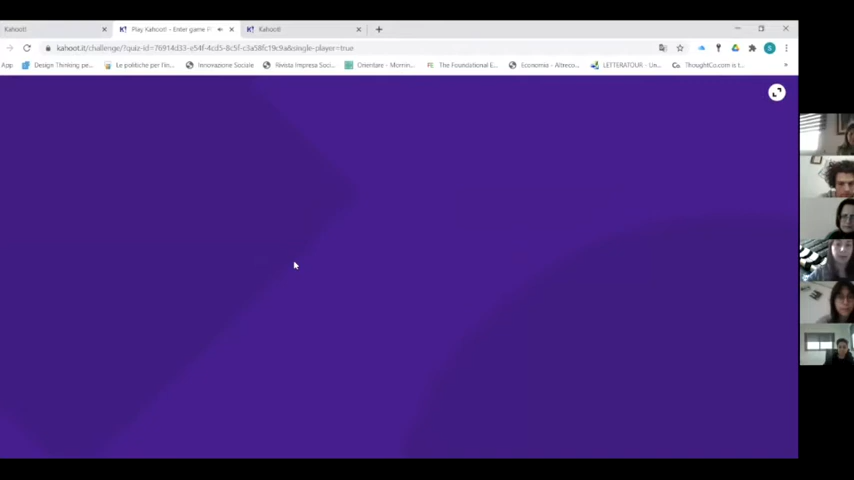 Kahoot!
Play Kahoot! - Enter game
Kahoot!
kahoot.it/challenge/?quiz-id=76914d33-e54f-4cd5-8c5f-c3a58fc19c9a&single-player=true
App
Design Thinking pe...
Le politiche per l'in...
Innovazione Sociale
Rivista Impresa Soci...
Orientare - Mornin...
The Foundational E...
Economia - Altreco...
LETTERATOUR - Un...
Co. ThoughtCo.com is t...